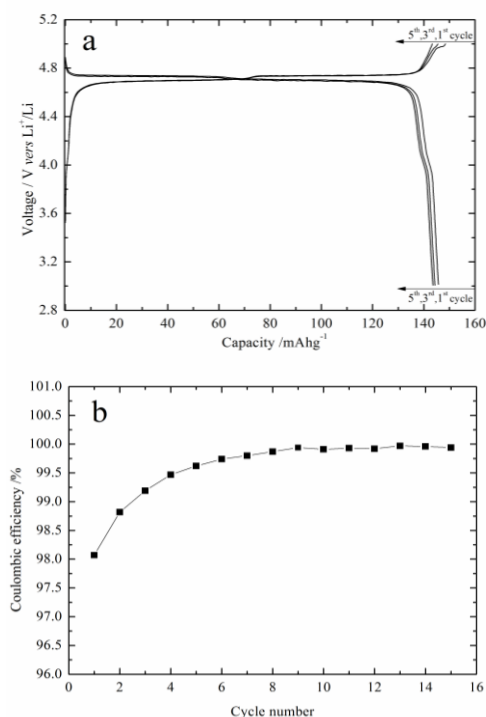 a
5th,3rd,1st cycle
5.2
4.8
4.4
4.0
3.6
3.2
2.8
Voltage / V vers Li+/Li
5th,3rd,1st cycle
0 20 40 60 80 100 120 140 160
Capacity /mAhg-1
b
101.0
100.5
100.0
99.5
99.0
98.5
98.0
97.5
97.0
96.5
96.0
Coulombic efficiency /%
0 2 4 6 8 10 12 14 16
Cycle number